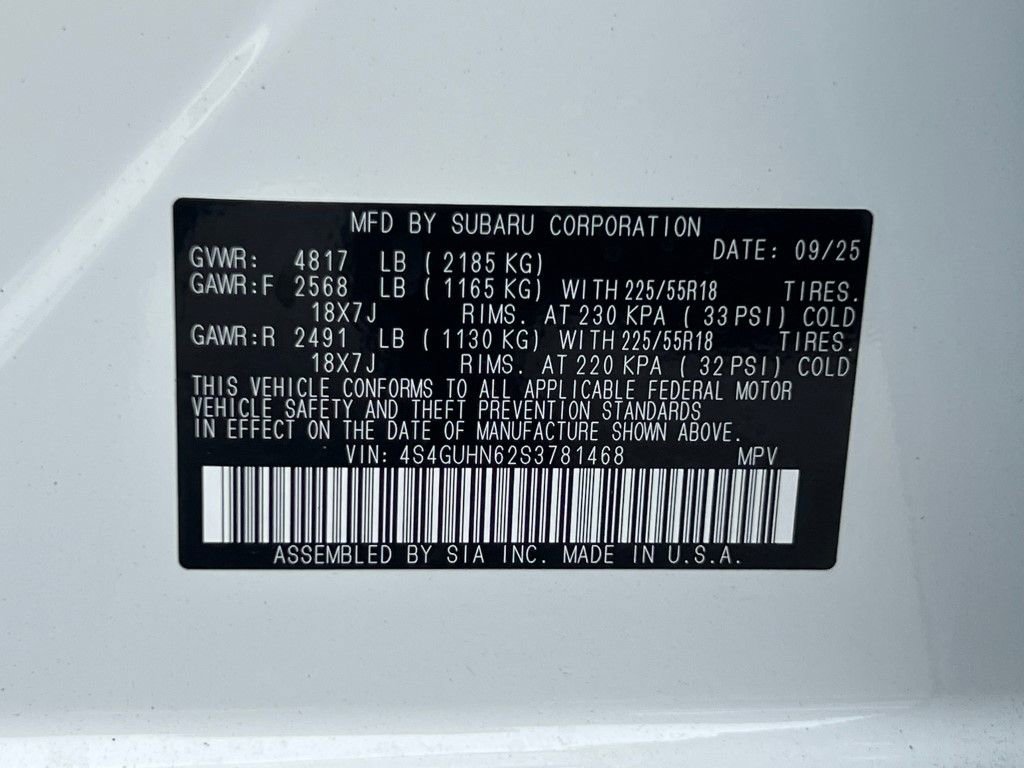 MFD BY SUBARU CORPORATION
DATE: 09/25
GVWR: 4817 LB ( 2185 KG)
GAWR:F 2568 LB ( 1165 KG) WITH 225/55R18 TIRES.
18X7J RIMS. AT 230 KPA ( 33 PSI) COLD
GAWR:R 2491 LB ( 1130 KG) WITH 225/55R18 TIRES.
18X7J RIMS. AT 220 KPA ( 32 PSI) COLD
THIS VEHICLE CONFORMS TO ALL APPLICABLE FEDERAL MOTOR
VEHICLE SAFETY AND THEFT PREVENTION STANDARDS
IN EFFECT ON THE DATE OF MANUFACTURE SHOWN ABOVE.
VIN: 4S4GUHN62S3781468 MPV
ASSEMBLED BY SIA INC. MADE IN U.S.A.